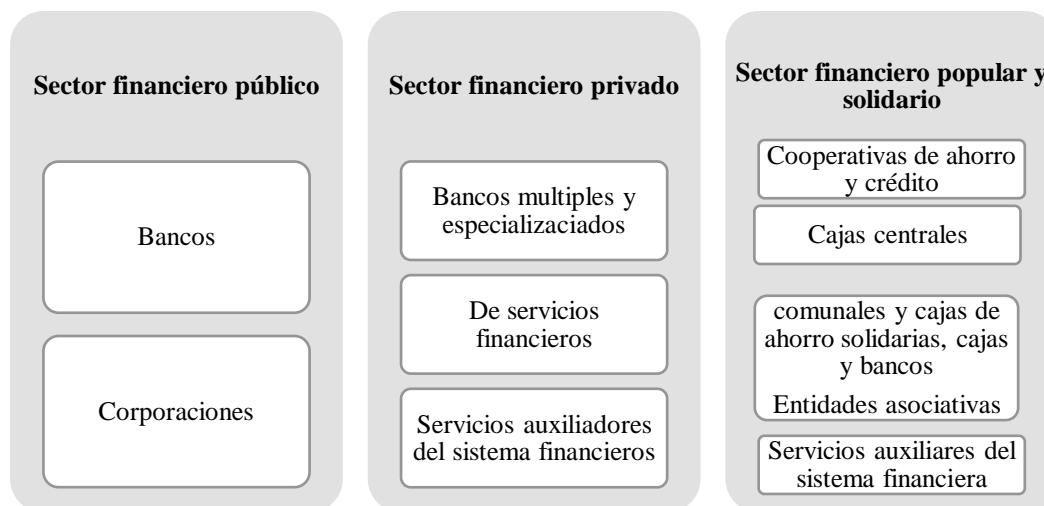 Sector financiero público
Bancos
Corporaciones
Sector financiero privado
Bancos multiples y
especializaciados
De servicios
financieros
Servicios auxiliadores
del sistema financieros
Sector financiero popular y
solidario
Cooperativas de ahorro
y crédito
Cajas centrales
comunales y cajas de
ahorro solidarias, cajas
y bancos
Entidades asociativas
Servicios auxiliares del
sistema financiera